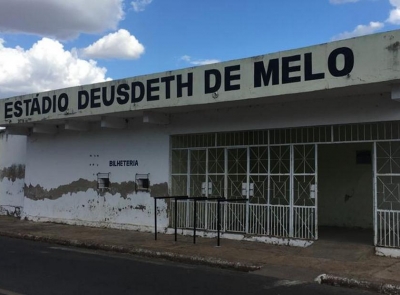 ESTÁDIO DEUSDETH DE MELO
BILHETERIA